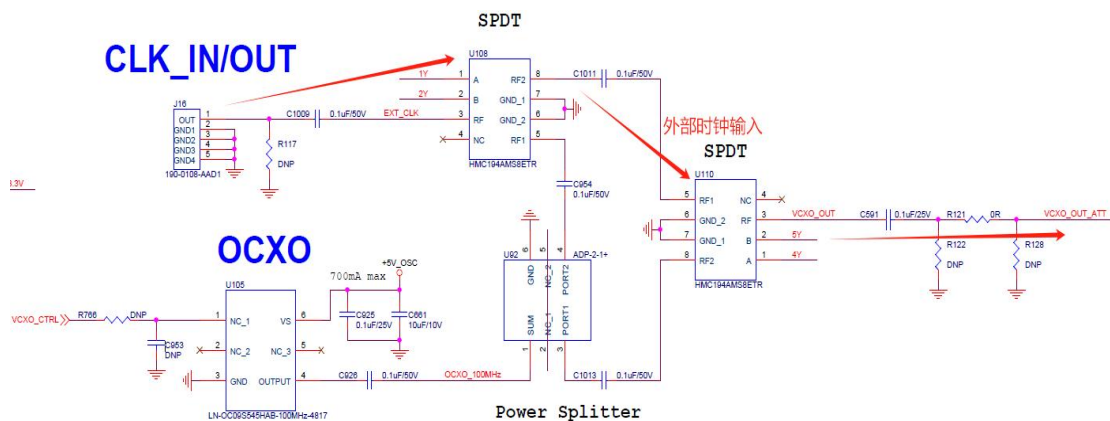 SPDT
CLK_IN/OUT
U108
J16
1Y
1
A
RF2
8
C1011
0.1uF/50V
2Y
2
B
GND_1
7
OUT
1
C1009
0.1uF/50V
EXT_CLK
3
RF
GND_2
6
GND1
2
GND2
3
GND3
4
GND4
5
4
NC
RF1
5
R117
DNP
HMC194AMS8ETR
190-0108-AAD1
外部时钟输入
SPDT
U110
C954
0.1uF/50V
5
RF1
NC
4
6
GND_2
RF
3
VCXO_OUT
C591
0.1uF/25V
R121
0R
VCXO_OUT_ATT
7
GND_1
B
2
5Y
8
RF2
A
1
4Y
R122
DNP
R128
DNP
HMC194AMS8ETR
OCXO
+5V_OSC
700mA max
U92
6
5
4
ADP-2-1+
GND
NC_2
PORT2
SUM
NC_1
PORT1
1
2
3
U105
VCXO_CTRL
R766
DNP
1
NC_1
VS
6
C925
0.1uF/25V
C661
10uF/10V
C953
DNP
2
NC_2
NC_3
5
3
GND
OUTPUT
4
C926
0.1uF/50V
OCXO_100MHz
C1013
0.1uF/50V
LN-OC09S545HAB-100MHz-4817
Power Splitter